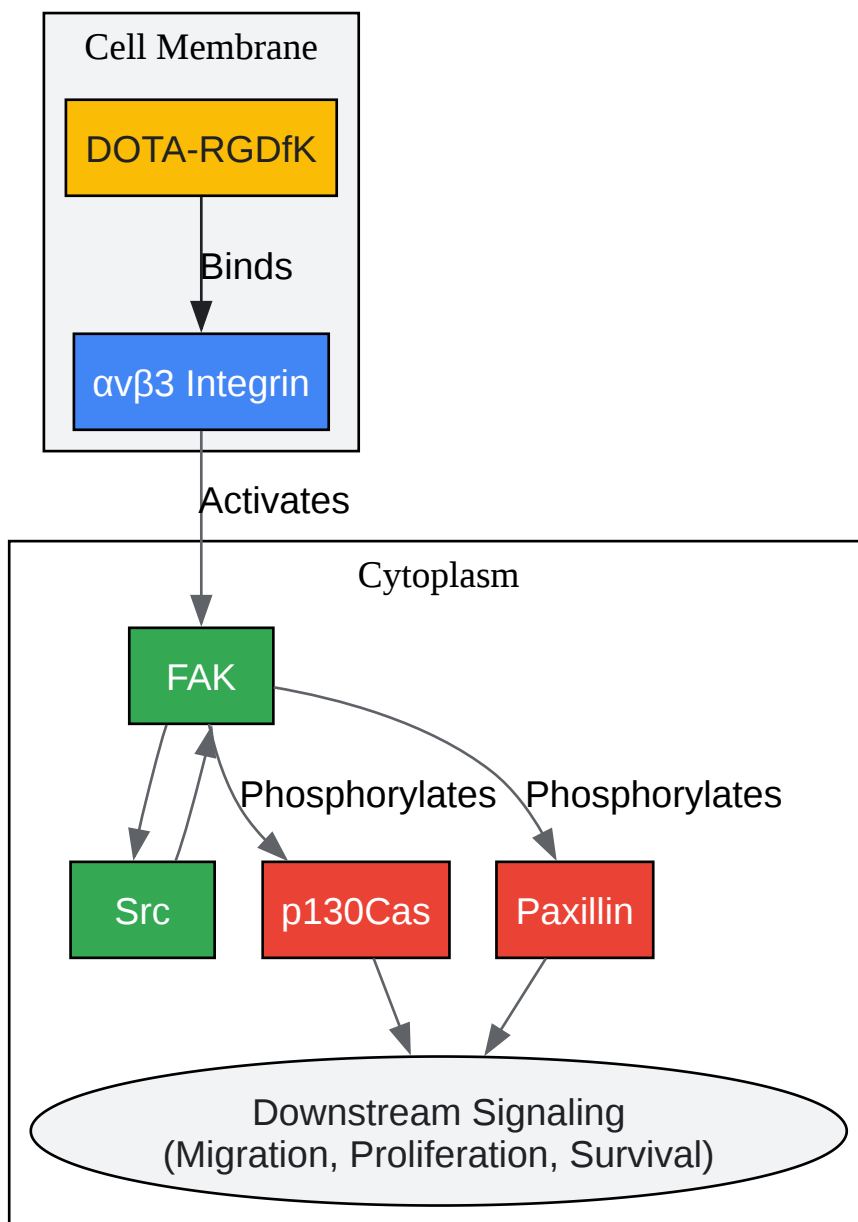 Cell Membrane
DOTA-RGDfK
Binds
αvβ3 Integrin
Activates
Cytoplasm
FAK
Phosphorylates
Phosphorylates
Src
p130Cas
Paxillin
Downstream Signaling
(Migration, Proliferation, Survival)